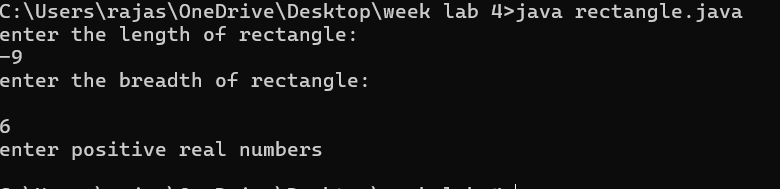 C:\Users\rajas\OneDrive\Desktop\week lab 4>java rectangle.java
enter the length of rectangle:
-9
enter the breadth of rectangle:
6
enter positive real numbers